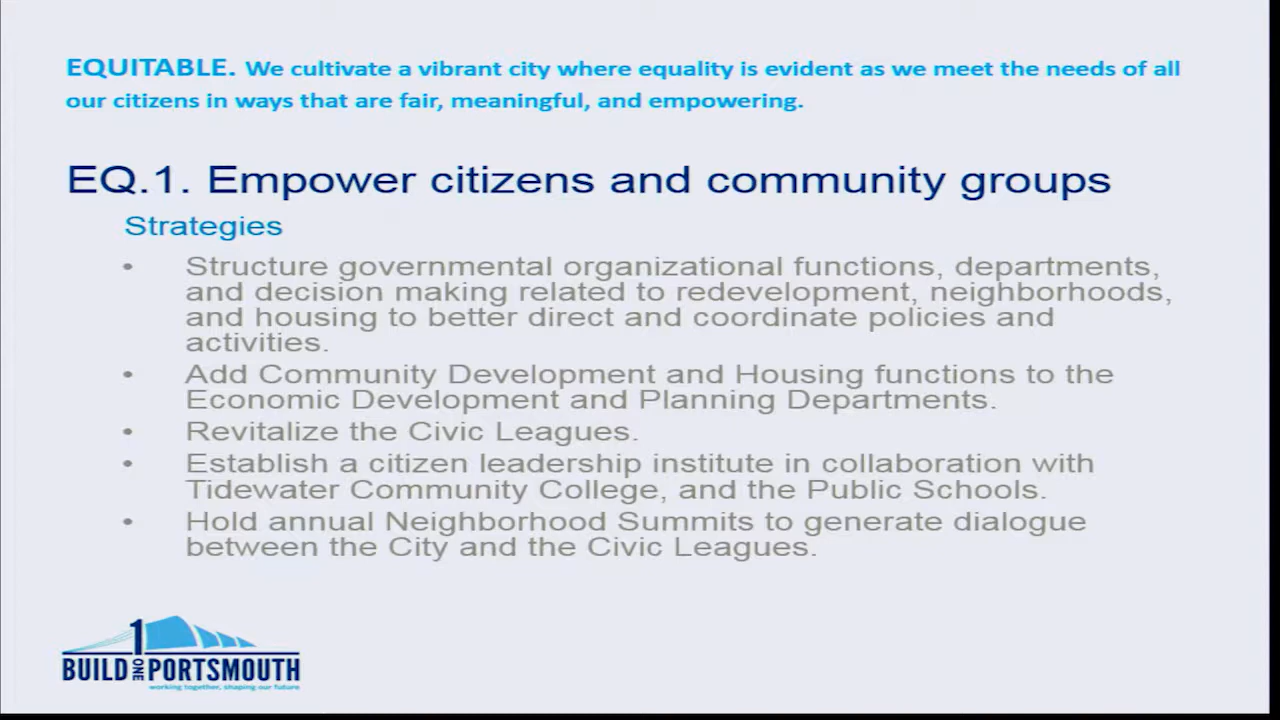 EQUITABLE. We cultivate a vibrant city where equality is evident as we meet the needs of all
our citizens in ways that are fair, meaningful, and empowering.
EQ.1. Empower citizens and community groups
Strategies
• Structure governmental organizational functions, departments,
and decision making related to redevelopment, neighborhoods,
and housing to better direct and coordinate policies and
activities.
• Add Community Development and Housing functions to the
Economic Development and Planning Departments.
• Revitalize the Civic Leagues.
• Establish a citizen leadership institute in collaboration with
Tidewater Community College, and the Public Schools.
• Hold annual Neighborhood Summits to generate dialogue
between the City and the Civic Leagues.
BUILD 1 ONE PORTSMOUTH
working together, shaping our future